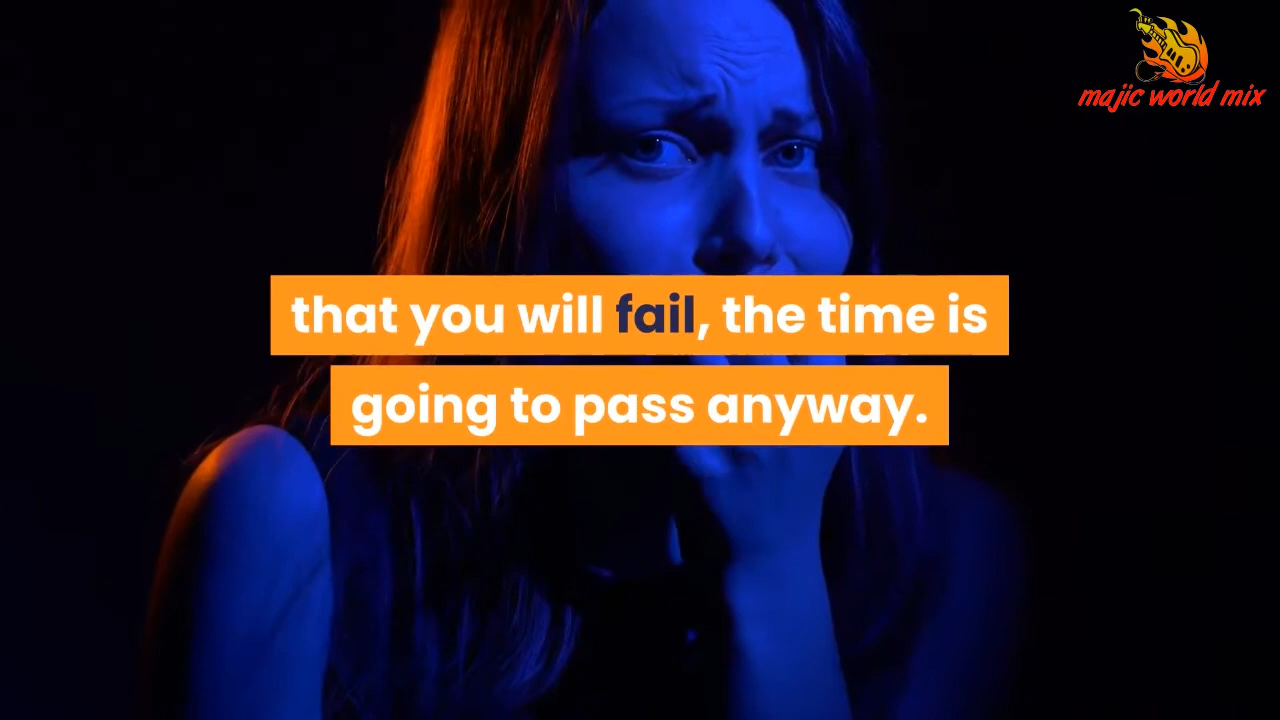 majic world mix
that you will fail, the time is
going to pass anyway.